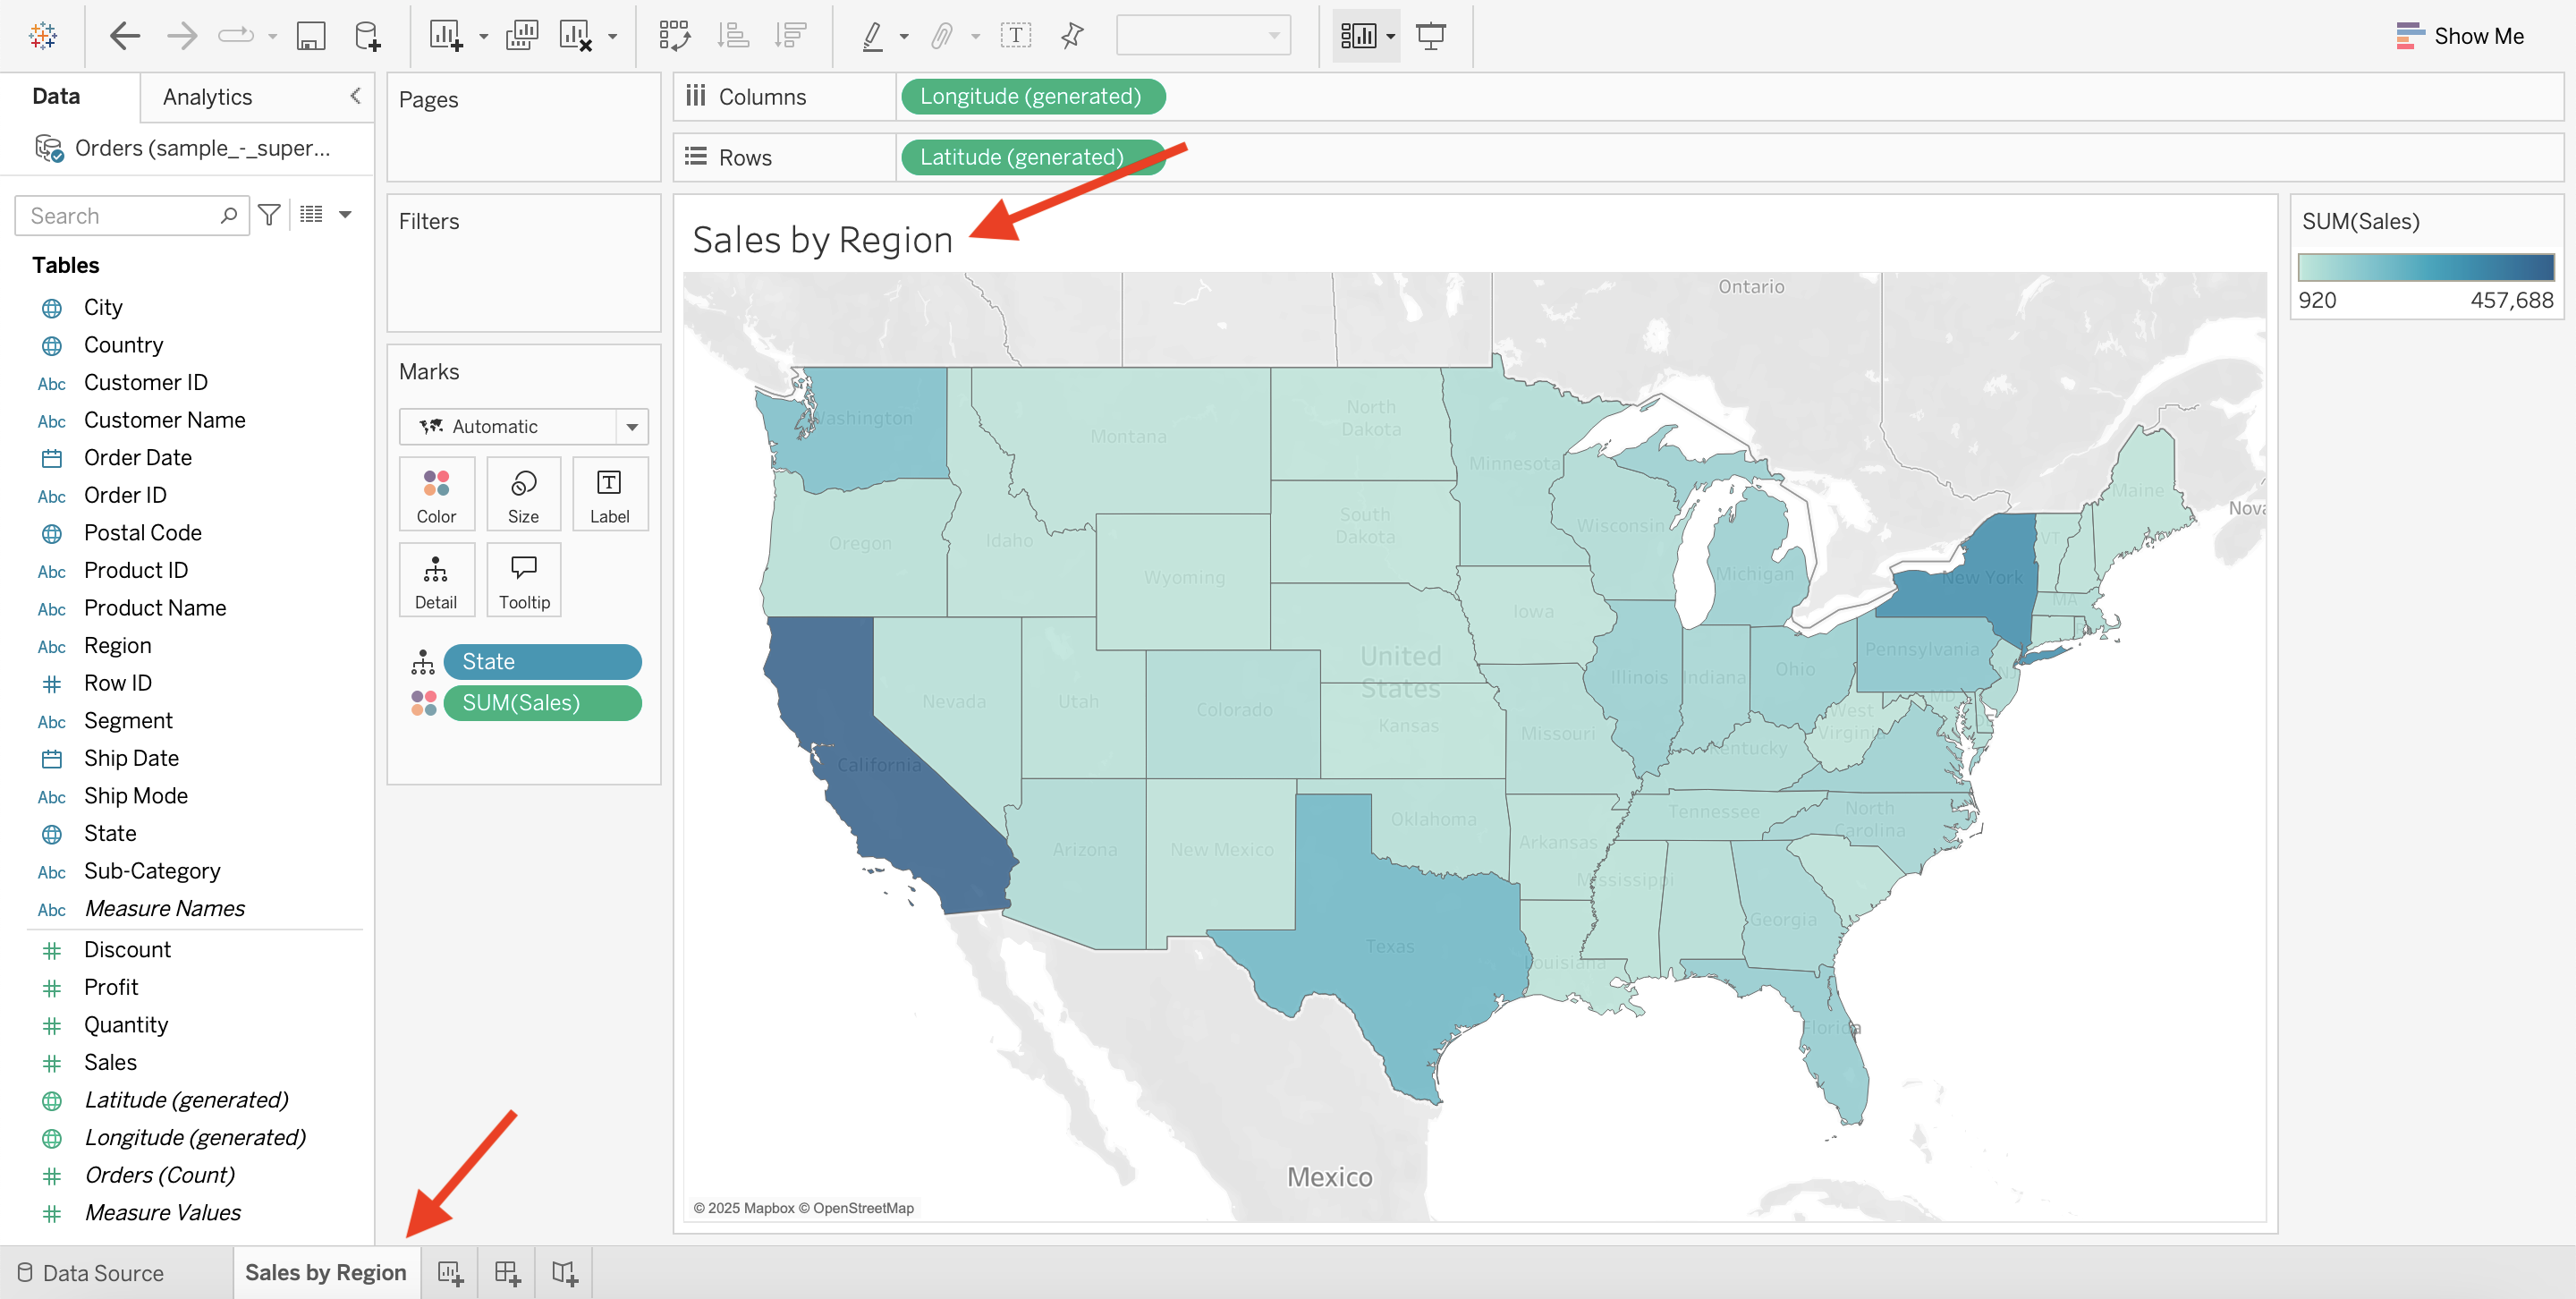 Show Me
Data
Analytics
Orders (sample_-_super...
Search
Tables
City
Country
Abc Customer ID
Abc Customer Name
Order Date
Abc Order ID
Postal Code
Abc Product ID
Abc Product Name
Abc Region
Row ID
Abc Segment
Ship Date
Abc Ship Mode
State
Abc Sub-Category
Abc Measure Names
Discount
Profit
Quantity
Sales
Latitude (generated)
Longitude (generated)
Orders (Count)
Measure Values
Pages
Filters
Marks
Automatic
Color
Size
Label
Detail
Tooltip
State
SUM(Sales)
Columns
Longitude (generated)
Rows
Latitude (generated)
Sales by Region
Ontario
Washington
Montana
North
Dakota
Minnesota
Maine
Nova
Oregon
Idaho
South
Dakota
Wisconsin
VT
Wyoming
Michigan
New York
MA
Iowa
United
States
Pennsylvania
Illinois
Indiana
Ohio
NJ
Nevada
Utah
Colorado
Kansas
MD
West
Virginia
Missouri
Kentucky
California
Tennessee
North
Carolina
Oklahoma
Arkansas
Arizona
New Mexico
Mississippi
Georgia
Texas
Louisiana
Florida
Mexico
© 2025 Mapbox © OpenStreetMap
SUM(Sales)
920
457,688
Data Source
Sales by Region